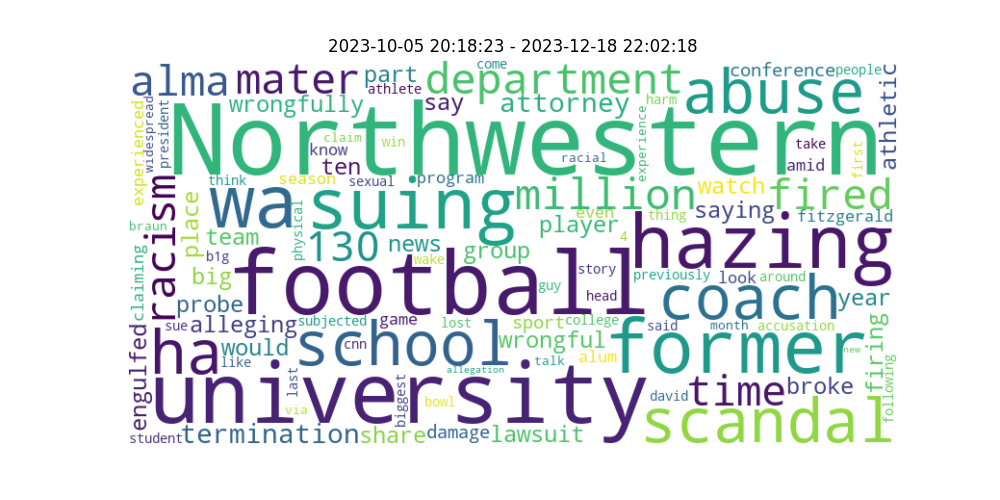 2023-10-05 20:18:23 - 2023-12-18 22:02:18
come
alma mater part department conference people
athlete abuse
wrongfully say attorney harm
Northwestern
experienced widespread president
claim win
know racial take
ten experience amid first athletic
think season sexual program
wa suing million watch fired
racism place physical even thing saying fitzgerald
braun team 130 news player hazing
b1g group 4
wake
football
big guy story previously look around
claiming probe head coach year
sue alleging subjected game lost sport college said month accusation
ha would school wrongful former firing
engulfed like cnn talk alum new
last allegation following
university time broke
biggest bowl david
via scandal
student termination share damage lawsuit